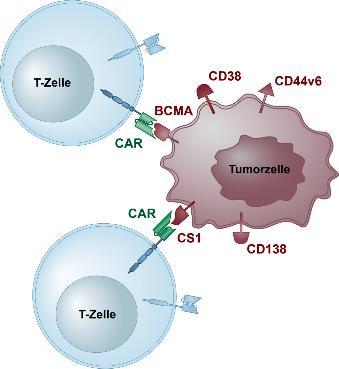 T-Zelle
CD38
CD44v6
BCMA
CAR
Tumorzelle
CAR
CS1
CD138
T-Zelle